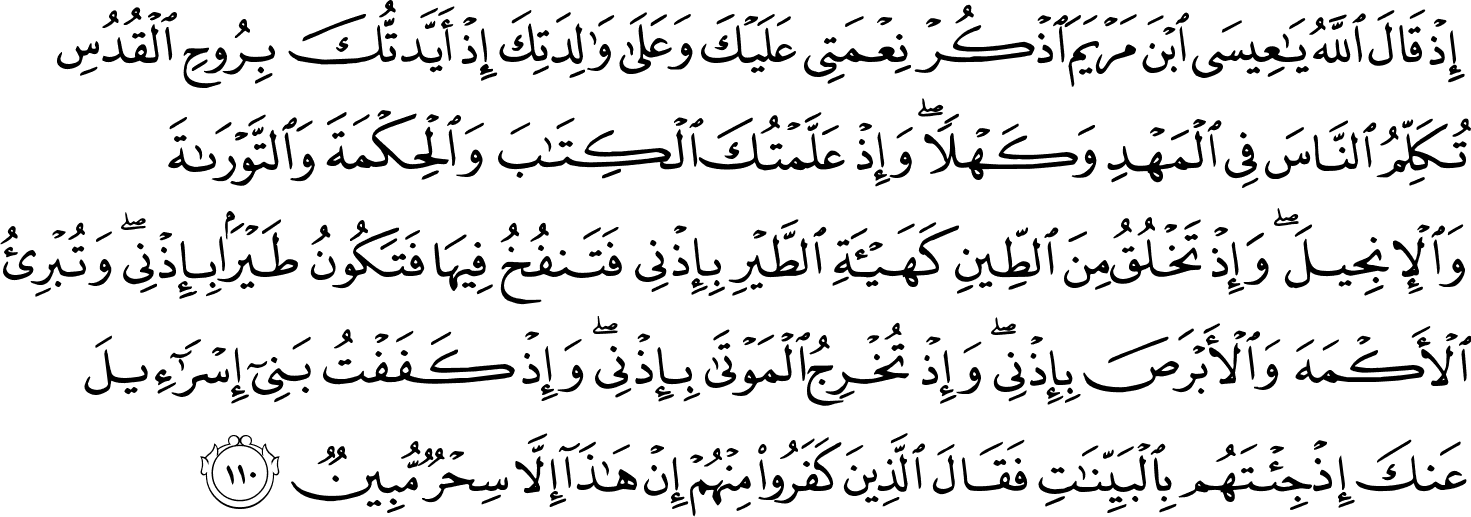 إِذْ قَالَ ٱللَّهُ يَـٰعِيسَى ٱبْنَ مَرْيَمَ ٱذْكُرْ نِعْمَتِى عَلَيْكَ وَعَلَىٰ وَٰلِدَتِكَ إِذْ أَيَّدتُّكَ بِرُوحِ ٱلْقُدُسِ
تُكَلِّمُ ٱلنَّاسَ فِى ٱلْمَهْدِ وَكَهْلًا ۖ وَإِذْ عَلَّمْتُكَ ٱلْكِتَـٰبَ وَٱلْحِكْمَةَ وَٱلتَّوْرَىٰةَ
وَٱلْإِنجِيلَ ۖ وَإِذْ تَخْلُقُ مِنَ ٱلطِّينِ كَهَيْـَٔةِ ٱلطَّيْرِ بِإِذْنِى فَتَنفُخُ فِيهَا فَتَكُونُ طَيْرًۢا بِإِذْنِى ۖ وَتُبْرِئُ
ٱلْأَكْمَهَ وَٱلْأَبْرَصَ بِإِذْنِى ۖ وَإِذْ تُخْرِجُ ٱلْمَوْتَىٰ بِإِذْنِى ۖ وَإِذْ كَفَفْتُ بَنِىٓ إِسْرَٰٓءِيلَ
عَنكَ إِذْ جِئْتَهُم بِٱلْبَيِّنَـٰتِ فَقَالَ ٱلَّذِينَ كَفَرُوا۟ مِنْهُمْ إِنْ هَـٰذَآ إِلَّا سِحْرٌ مُّبِينٌ ١١٠